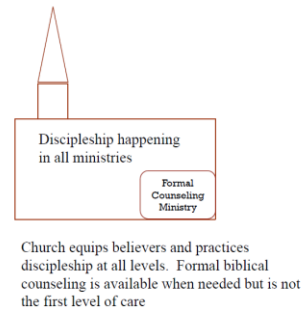 Discipleship happening
in all ministries
Formal
Counseling
Ministry
Church equips believers and practices
discipleship at all levels.  Formal biblical
counseling is available when needed but is not
the first level of care